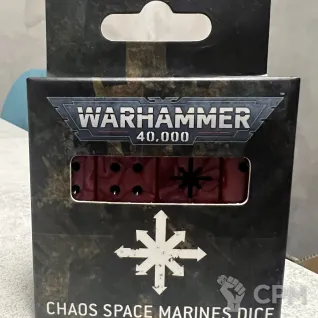 WARHAMMER
40,000
CHAOS SPACE MARINES DICE
CPM